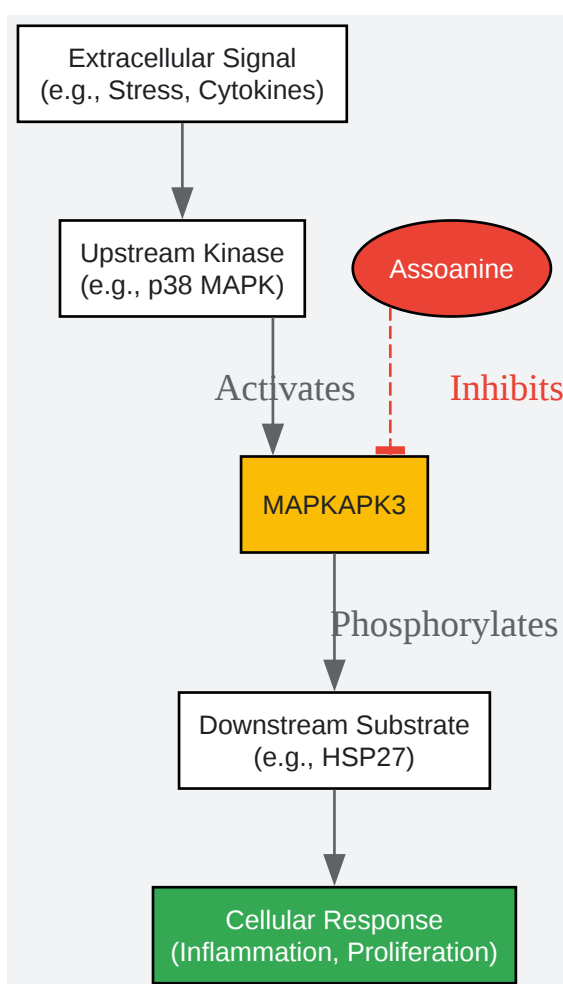 Extracellular Signal
(e.g., Stress, Cytokines)
Upstream Kinase
(e.g., p38 MAPK)
Assoanine
Activates
Inhibits
MAPKAPK3
Phosphorylates
Downstream Substrate
(e.g., HSP27)
Cellular Response
(Inflammation, Proliferation)